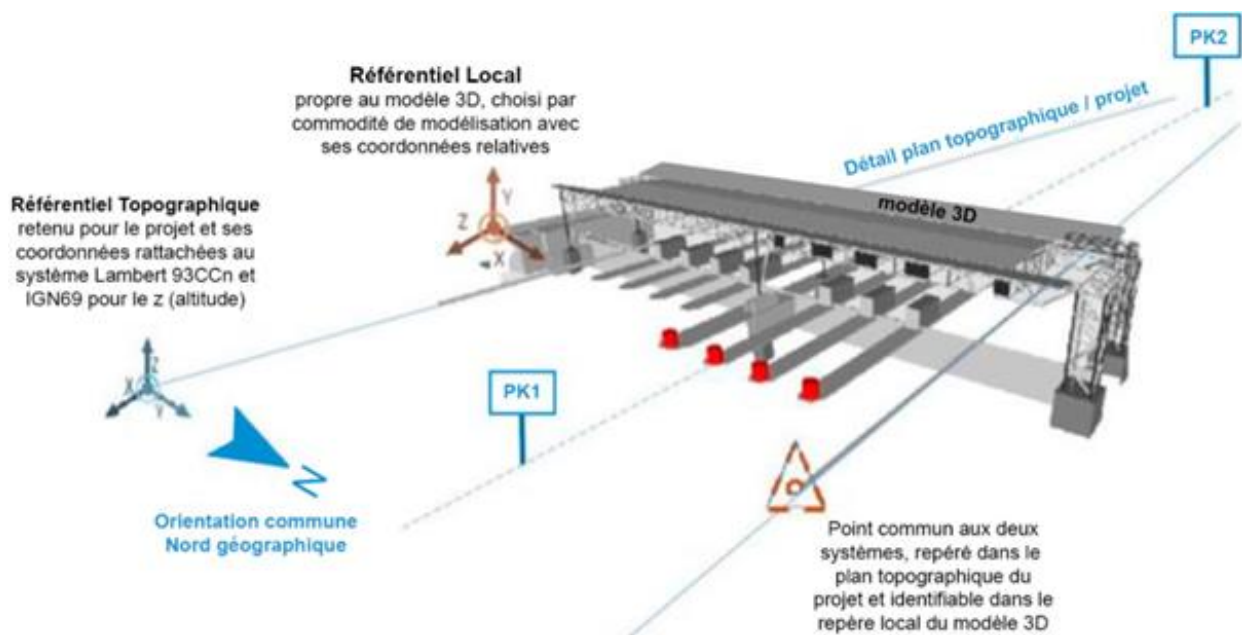 PK2
Référentiel Local
propre au modèle 3D, choisi par
commodité de modélisation avec
ses coordonnées relatives
Détail plan topographique / projet
Référentiel Topographique
retenu pour le projet et ses
coordonnées rattachées au
système Lambert 93CCn et
IGN69 pour le z (altitude)
Y
Z
X
modèle 3D
Z
X
Y
PK1
N
Orientation commune
Nord géographique
Point commun aux deux
systèmes, repéré dans le
plan topographique du
projet et identifiable dans le
repère local du modèle 3D